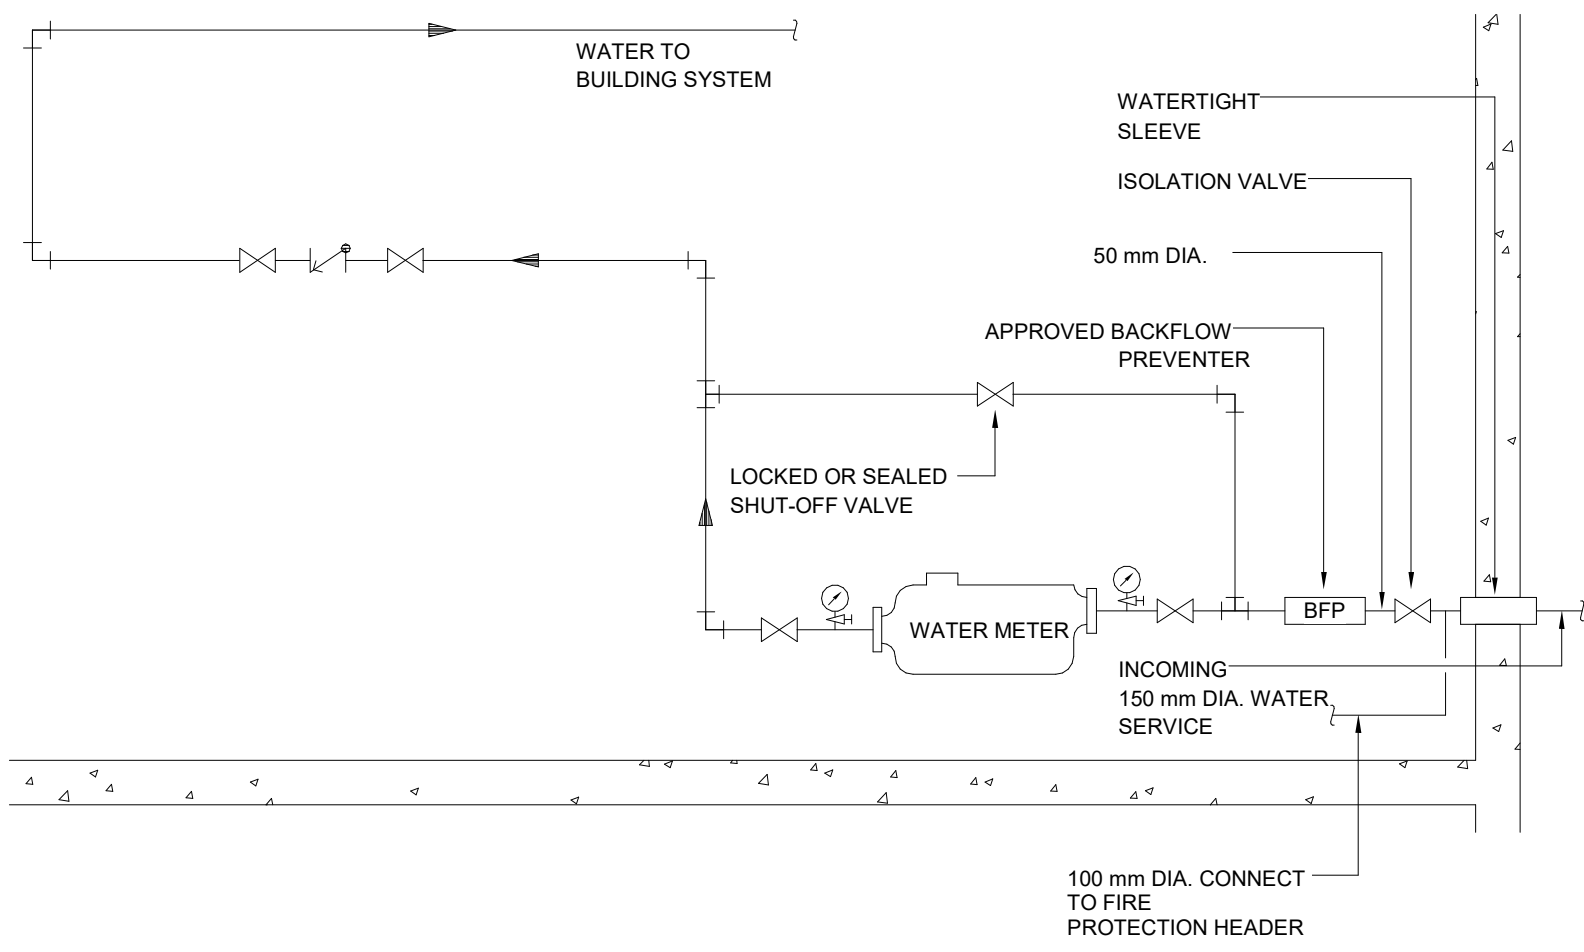 WATER TO
BUILDING SYSTEM
WATERTIGHT
SLEEVE
ISOLATION VALVE
50 mm DIA.
APPROVED BACKFLOW
PREVENTER
LOCKED OR SEALED
SHUT-OFF VALVE
BFP
WATER METER
INCOMING
150 mm DIA. WATER
SERVICE
100 mm DIA. CONNECT
TO FIRE
PROTECTION HEADER